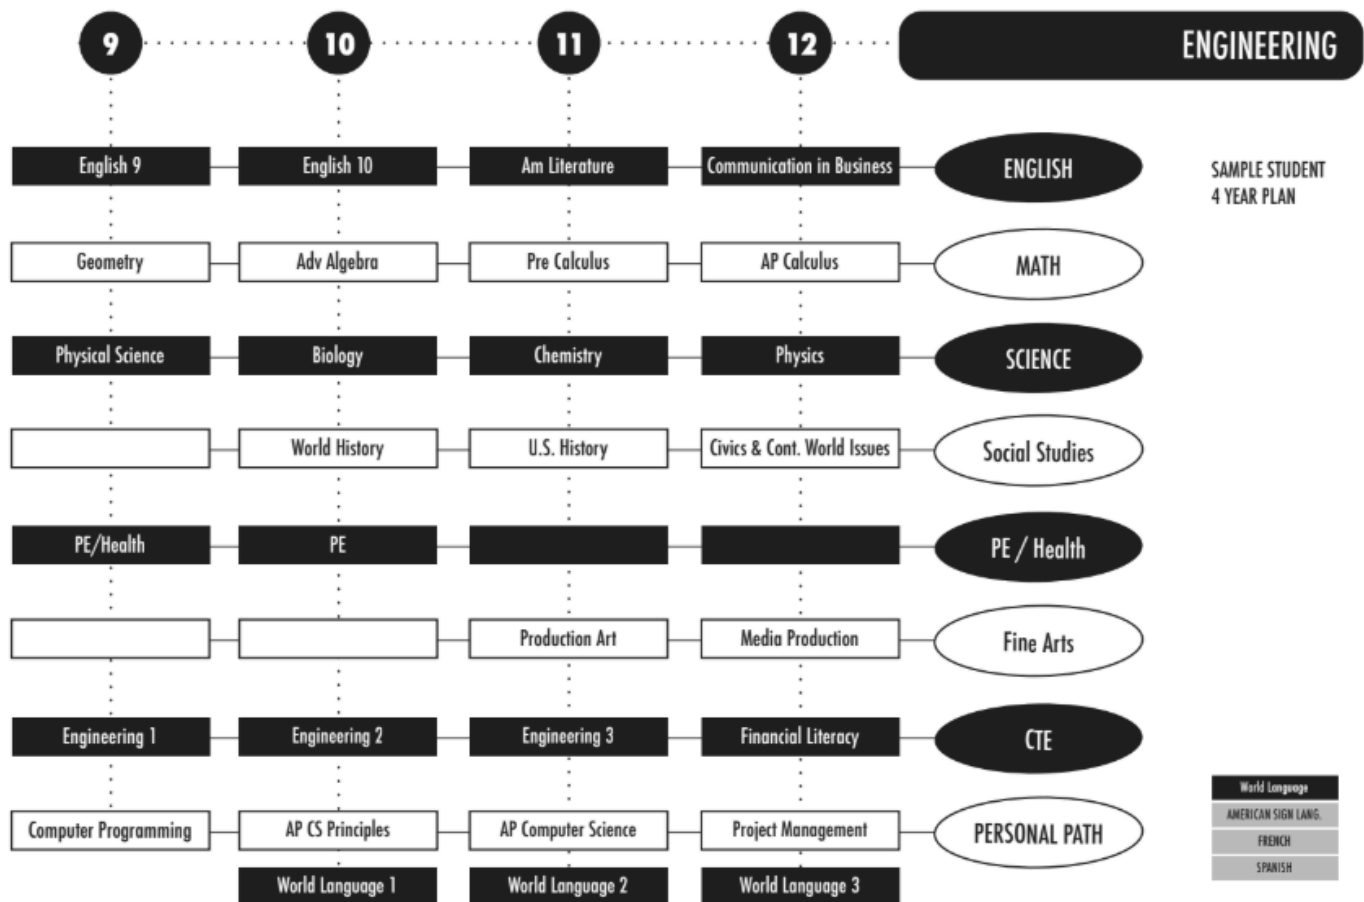 9
10
11
12
ENGINEERING
English 9
English 10
Am Literature
Communication in Business
ENGLISH
SAMPLE STUDENT
4 YEAR PLAN
Geometry
Adv Algebra
Pre Calculus
AP Calculus
MATH
Physical Science
Biology
Chemistry
Physics
SCIENCE
World History
U.S. History
Civics & Cont. World Issues
Social Studies
PE/Health
PE
PE / Health
Production Art
Media Production
Fine Arts
Engineering 1
Engineering 2
Engineering 3
Financial Literacy
CTE
Computer Programming
AP CS Principles
AP Computer Science
Project Management
PERSONAL PATH
World Language 1
World Language 2
World Language 3
World Language
AMERICAN SIGN LANG.
FRENCH
SPANISH